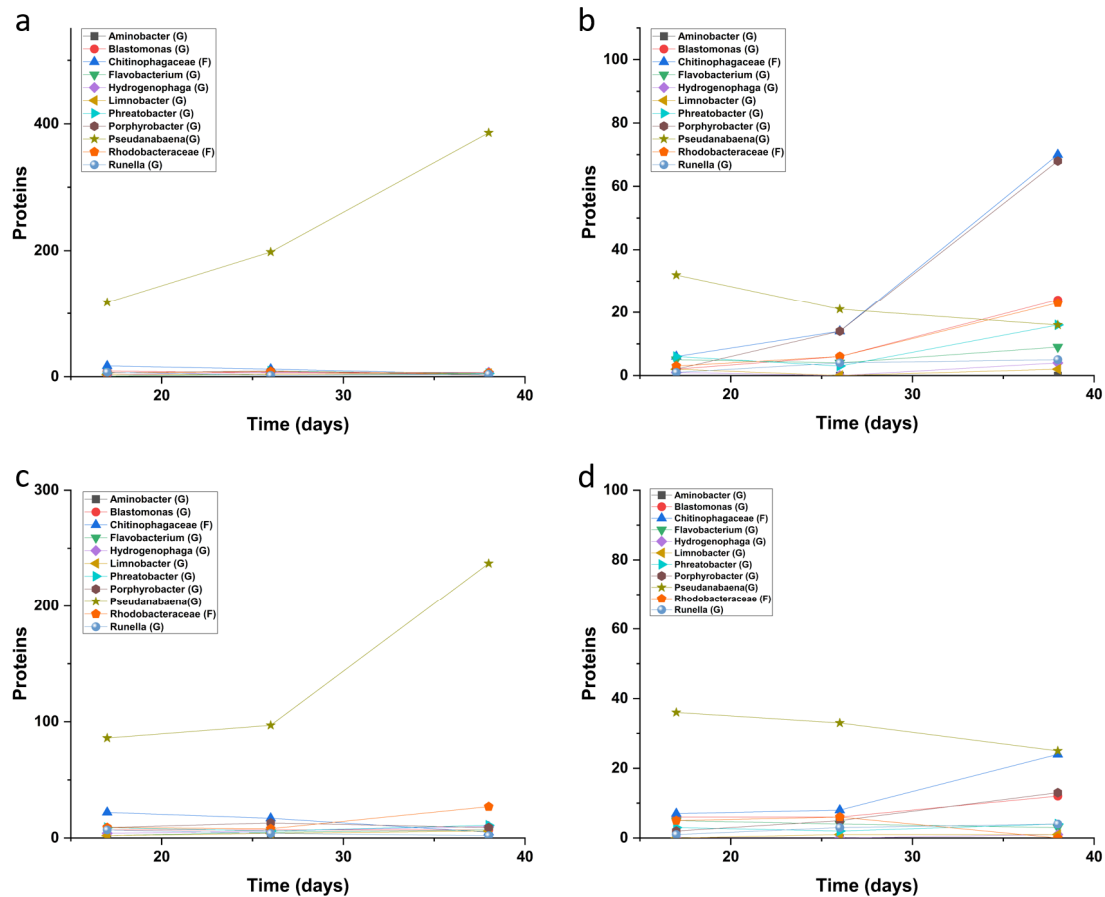 a
Proteins
400
200
0
Aminobacter (G)
Blastomonas (G)
Chitinophagaceae (F)
Flavobacterium (G)
Hydrogenophaga (G)
Limnobacter (G)
Phreatobacter (G)
Porphyrobacter (G)
Pseudanabaena(G)
Rhodobacteraceae (F)
Runella (G)
20 30 40
Time (days)
b
Proteins
100
80
60
40
20
0
Aminobacter (G)
Blastomonas (G)
Chitinophagaceae (F)
Flavobacterium (G)
Hydrogenophaga (G)
Limnobacter (G)
Phreatobacter (G)
Porphyrobacter (G)
Pseudanabaena(G)
Rhodobacteraceae (F)
Runella (G)
20 30 40
Time (days)
c
Proteins
300
200
100
0
Aminobacter (G)
Blastomonas (G)
Chitinophagaceae (F)
Flavobacterium (G)
Hydrogenophaga (G)
Limnobacter (G)
Phreatobacter (G)
Porphyrobacter (G)
Pseudanabaena(G)
Rhodobacteraceae (F)
Runella (G)
20 30 40
Time (days)
d
Proteins
100
80
60
40
20
0
Aminobacter (G)
Blastomonas (G)
Chitinophagaceae (F)
Flavobacterium (G)
Hydrogenophaga (G)
Limnobacter (G)
Phreatobacter (G)
Porphyrobacter (G)
Pseudanabaena(G)
Rhodobacteraceae (F)
Runella (G)
20 30 40
Time (days)